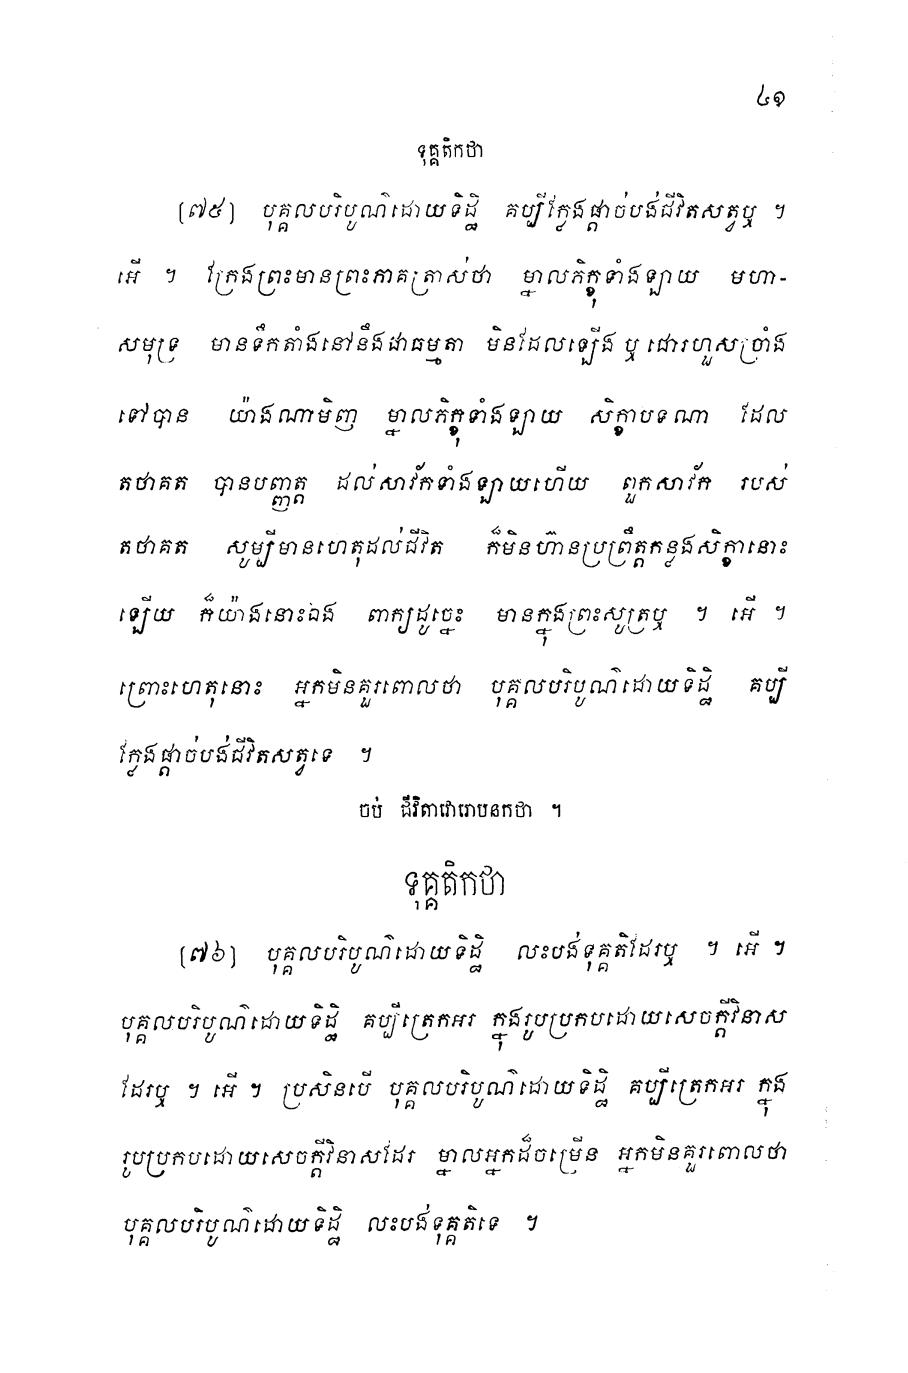 ៤១
ទុគ្គតិកថា
[៧៥] បុគ្គលបរិបូណ៌ដោយទិដ្ឋិ គប្បីក្លែងផ្តាច់បង់ជីវិតសត្វឬ ។
អើ ។ ក្រែងព្រះមានព្រះភាគត្រាស់ថា ម្នាលភិក្ខុទាំងឡាយ មហា-
សមុទ្រ មានទឹកតាំងនៅនឹងជាធម្មតា មិនដែលឡើង ឬ ជោរហួសច្រាំង
ទៅបាន យ៉ាងណាមិញ ម្នាលភិក្ខុទាំងឡាយ សិក្ខាបទណា ដែល
តថាគត បានបញ្ញត្ត ដល់សាវ័កទាំងឡាយហើយ ពួកសាវ័ក របស់
តថាគត សូម្បីមានហេតុដល់ជីវិត ក៏មិនហ៊ានប្រព្រឹត្តកន្លងសិក្ខានោះ
ឡើយ ក៏យ៉ាងនោះឯង ពាក្យដូច្នេះ មានក្នុងព្រះសូត្រឬ ។ អើ ។
ព្រោះហេតុនោះ អ្នកមិនគួរពោលថា បុគ្គលបរិបូណ៌ដោយទិដ្ឋិ គប្បី
ក្លែងផ្តាច់បង់ជីវិតសត្វទេ ។
ចប់ ជីវិតាវោរោបនកថា ។
ទុគ្គតិកថា
[៧៦] បុគ្គលបរិបូណ៌ដោយទិដ្ឋិ លះបង់ទុគ្គតិដែរឬ ។ អើ ។
បុគ្គលបរិបូណ៌ដោយទិដ្ឋិ គប្បីត្រេកអរ ក្នុងរូបប្រកបដោយសេចក្តីវិនាស
ដែរឬ ។ អើ ។ ប្រសិនបើ បុគ្គលបរិបូណ៌ដោយទិដ្ឋិ គប្បីត្រេកអរ ក្នុង
រូបប្រកបដោយសេចក្តីវិនាសដែរ ម្នាលអ្នកដ៏ចម្រើន អ្នកមិនគួរពោលថា
បុគ្គលបរិបូណ៌ដោយទិដ្ឋិ លះបង់ទុគ្គតិទេ ។